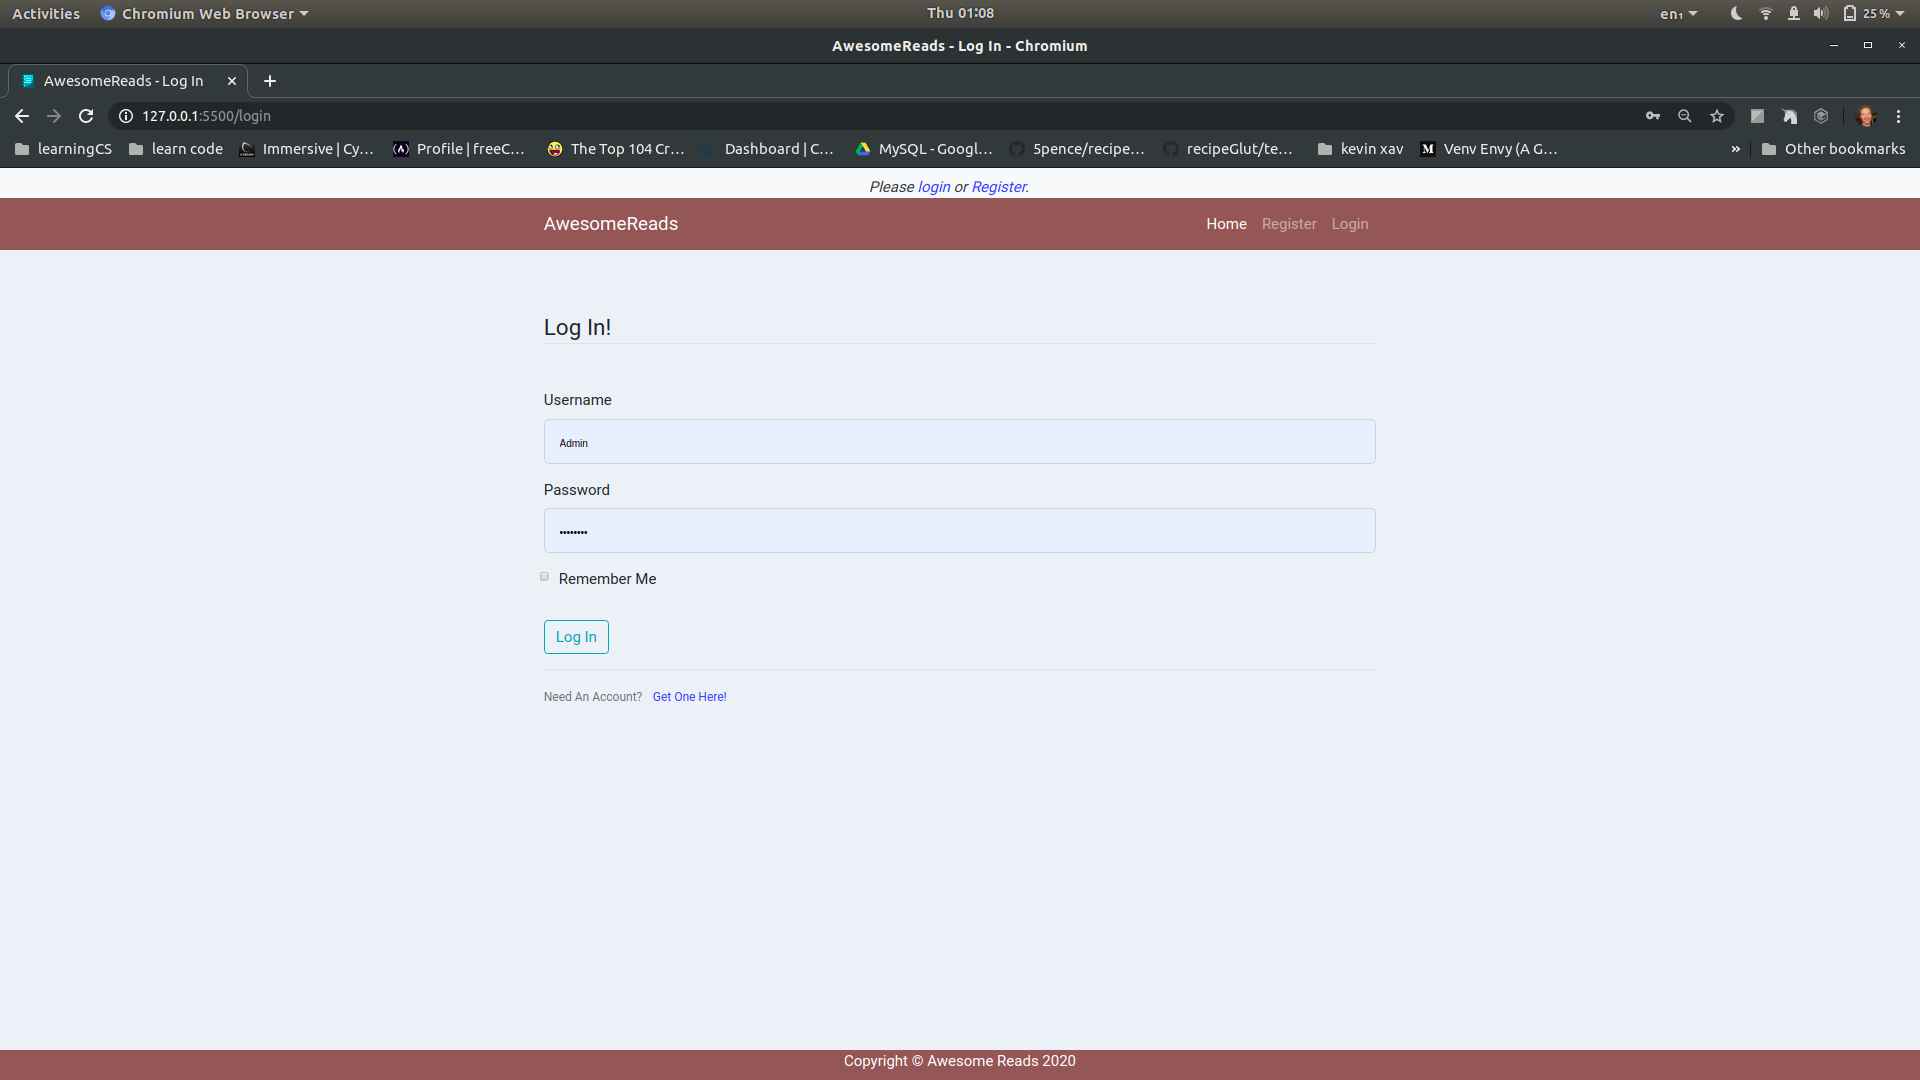 Activities Chromium Web Browser Thu 01:08 en₁ 25%
AwesomeReads - Log In - Chromium
AwesomeReads - Log In
127.0.0.1:5500/login
learningCS learn code Immersive | Cy… Profile | freeC… The Top 104 Cr… Dashboard | C… MySQL - Googl… 5pence/recipe… recipeGlut/te… kevin xav M Venv Envy (A G… » Other bookmarks
Please login or Register.
AwesomeReads Home Register Login
Log In!
Username
Admin
Password
••••••••
Remember Me
Log In
Need An Account? Get One Here!
Copyright © Awesome Reads 2020